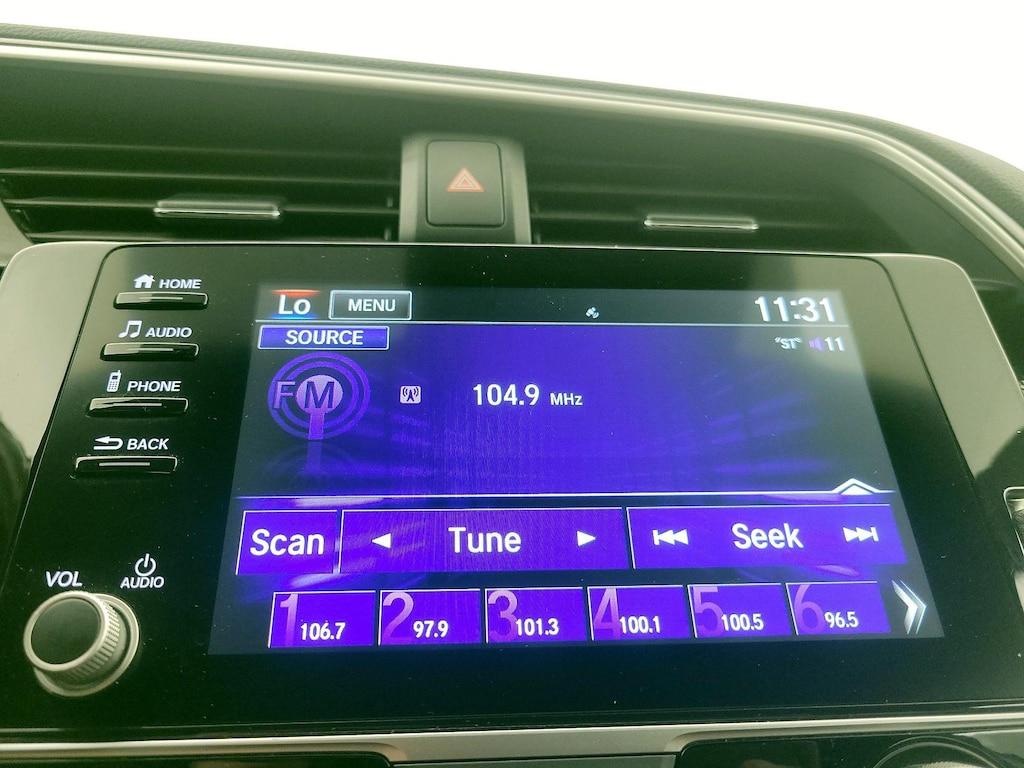 HOME
AUDIO
PHONE
BACK
VOL
AUDIO
Lo MENU 11:31
SOURCE "ST" 11
FM 104.9 MHz
Scan Tune Seek
1 106.7 2 97.9 3 101.3 4 100.1 5 100.5 6 96.5